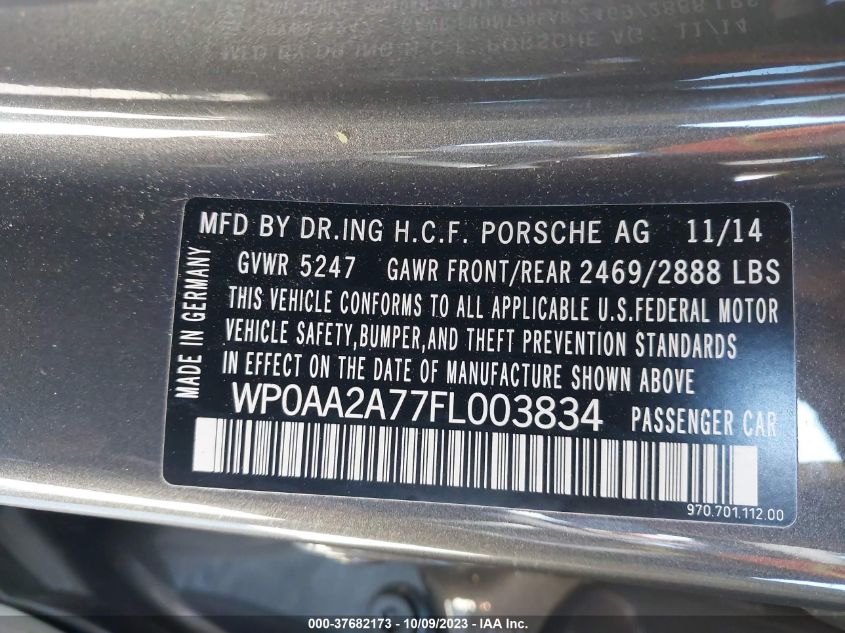 MFD BY DR.ING H.C.F. PORSCHE AG 11/14
GVWR 5247 GAWR FRONT/REAR 2469/2888 LBS
THIS VEHICLE CONFORMS TO ALL APPLICABLE U.S.FEDERAL MOTOR
VEHICLE SAFETY,BUMPER,AND THEFT PREVENTION STANDARDS
IN EFFECT ON THE DATE OF MANUFACTURE SHOWN ABOVE
MADE IN GERMANY
WP0AA2A77FL003834 PASSENGER CAR
970.701.112.00
000-37682173 - 10/09/2023 - IAA Inc.